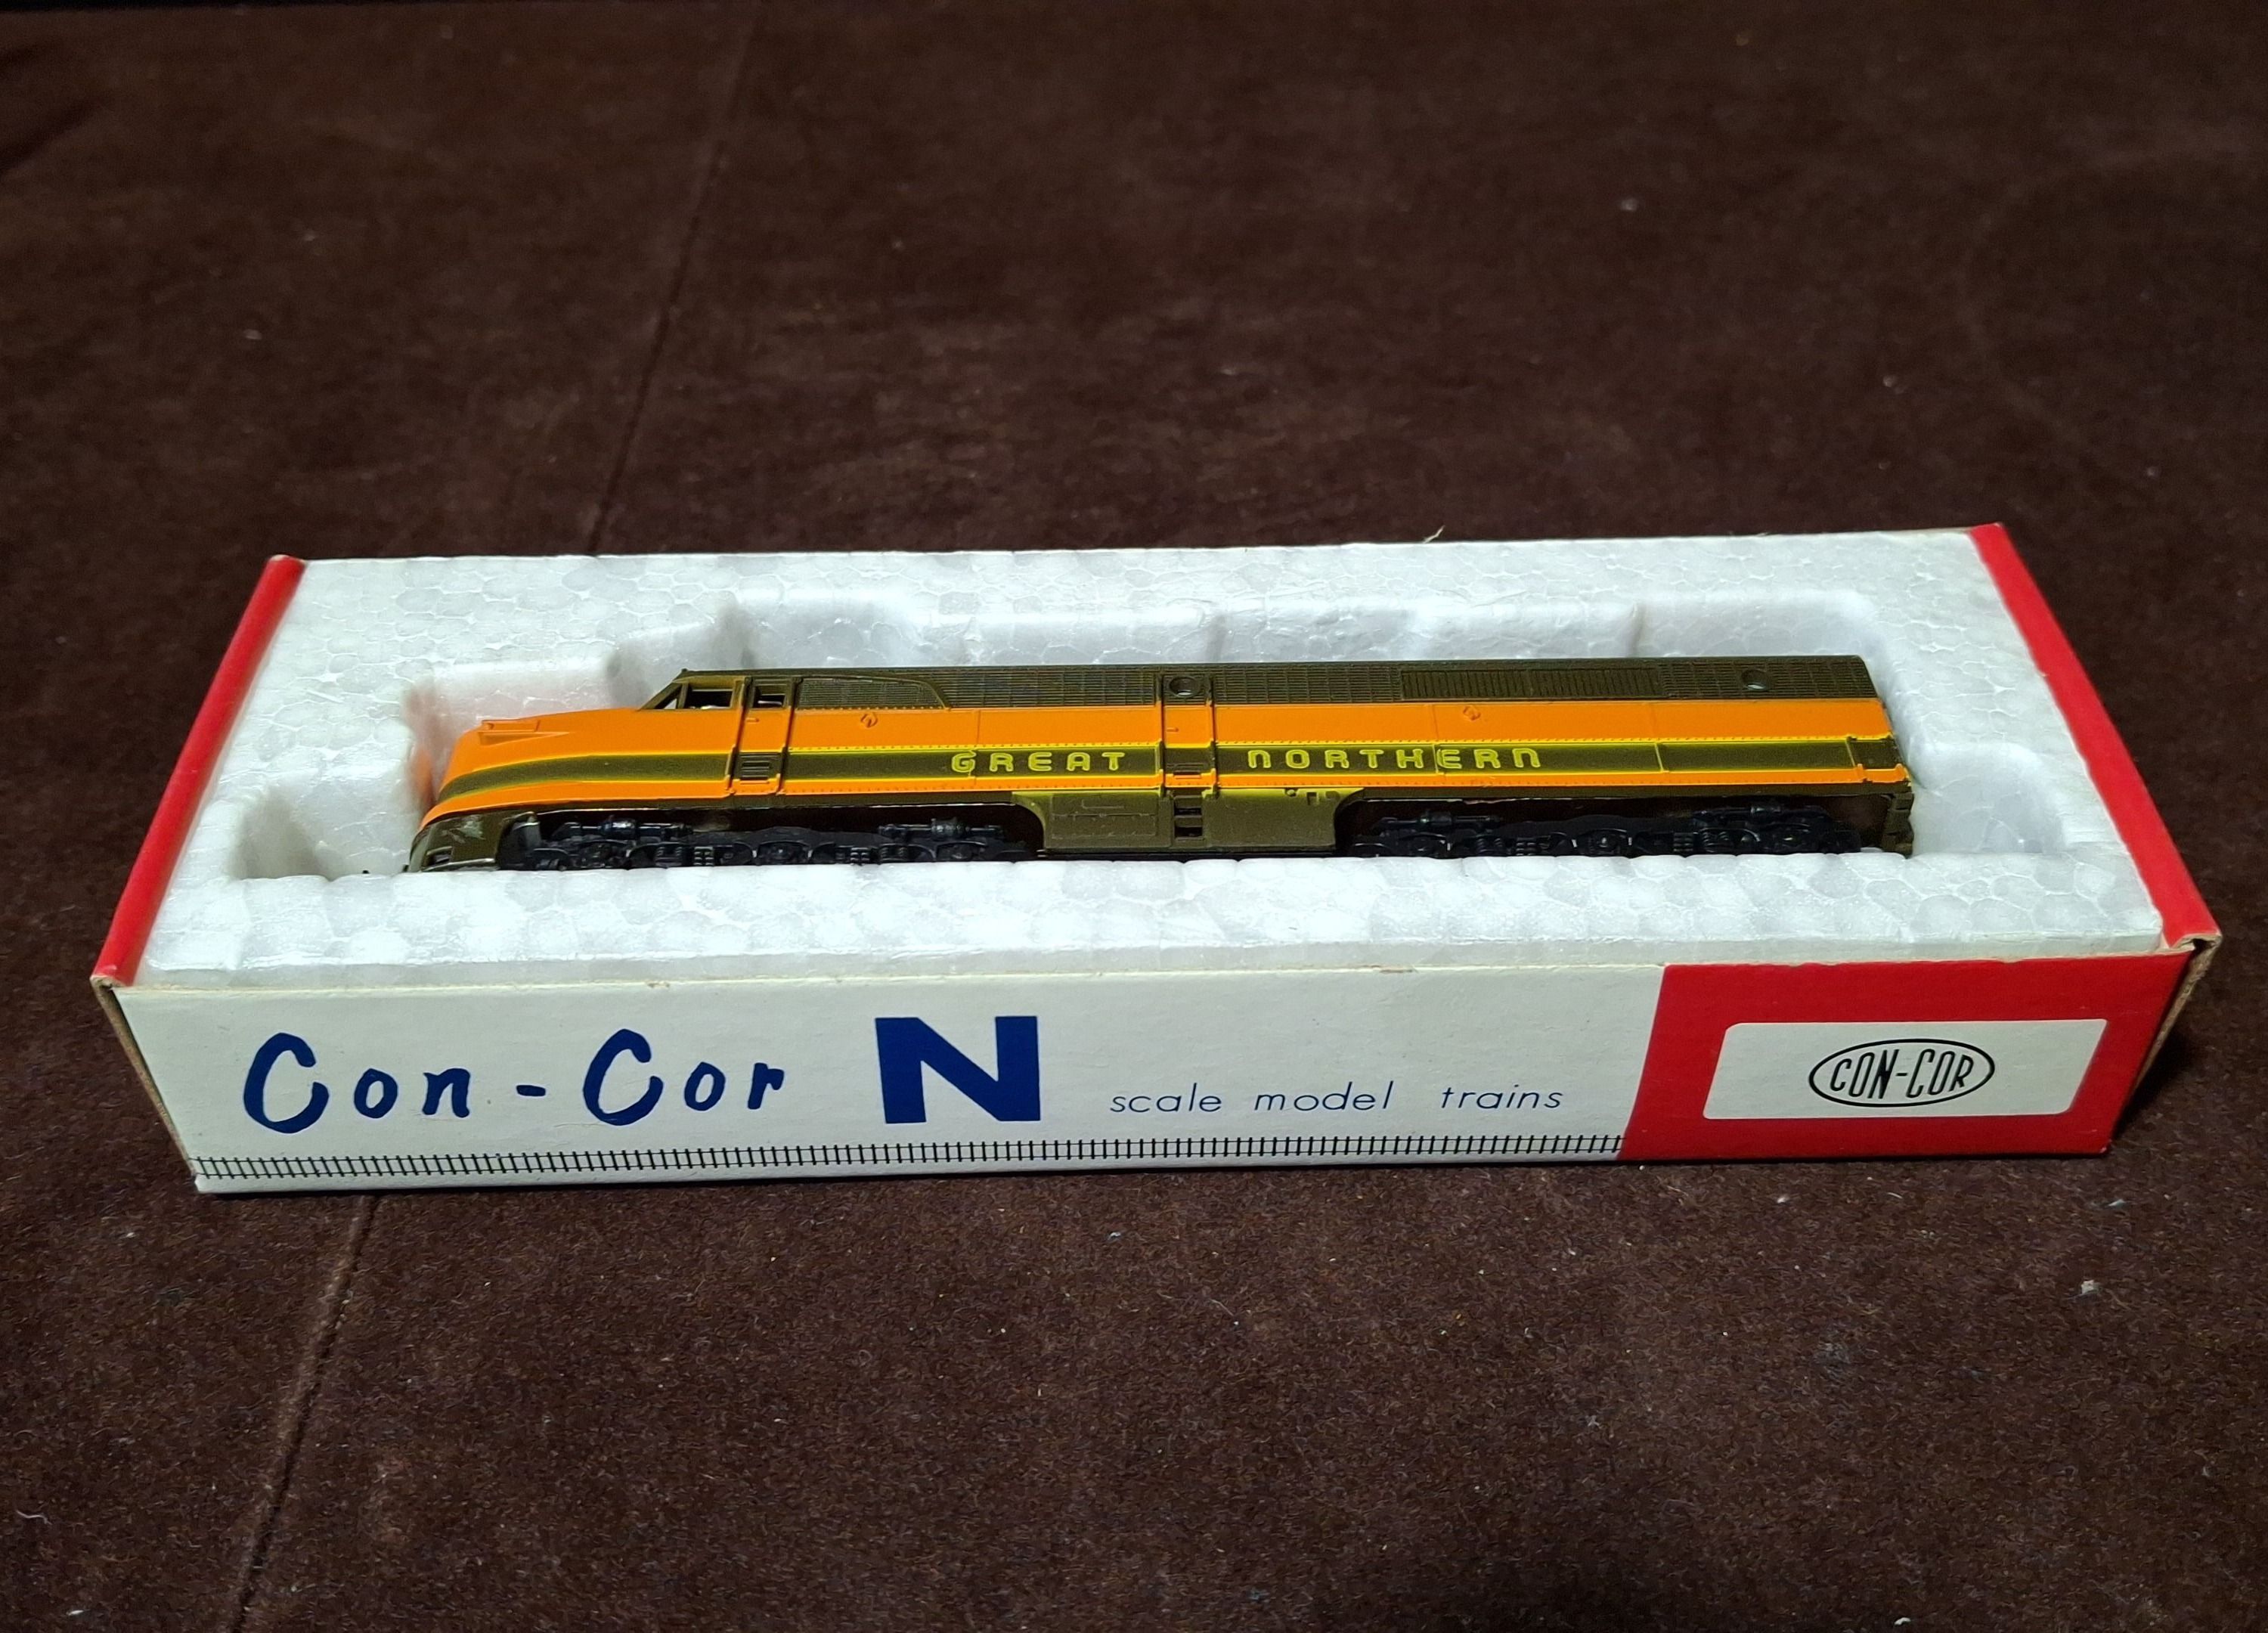 GREAT NORTHERN
Con-Cor N scale model trains
CON-COR